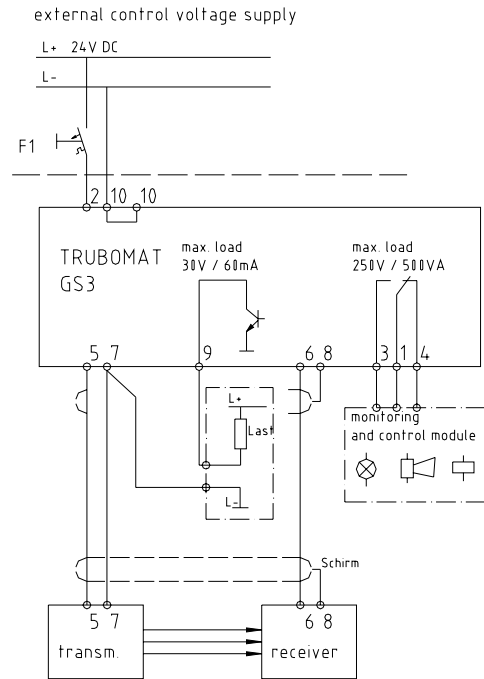 external control voltage supply
L+ 24V DC
L-
F1
2 10 10
TRUBOMAT
GS3
max. load
30V / 60mA
max. load
250V / 500VA
5 7 9 6 8 3 1 4
L+
Last
L-
monitoring
and control module
Schirm
5 7 6 8
transm.
receiver